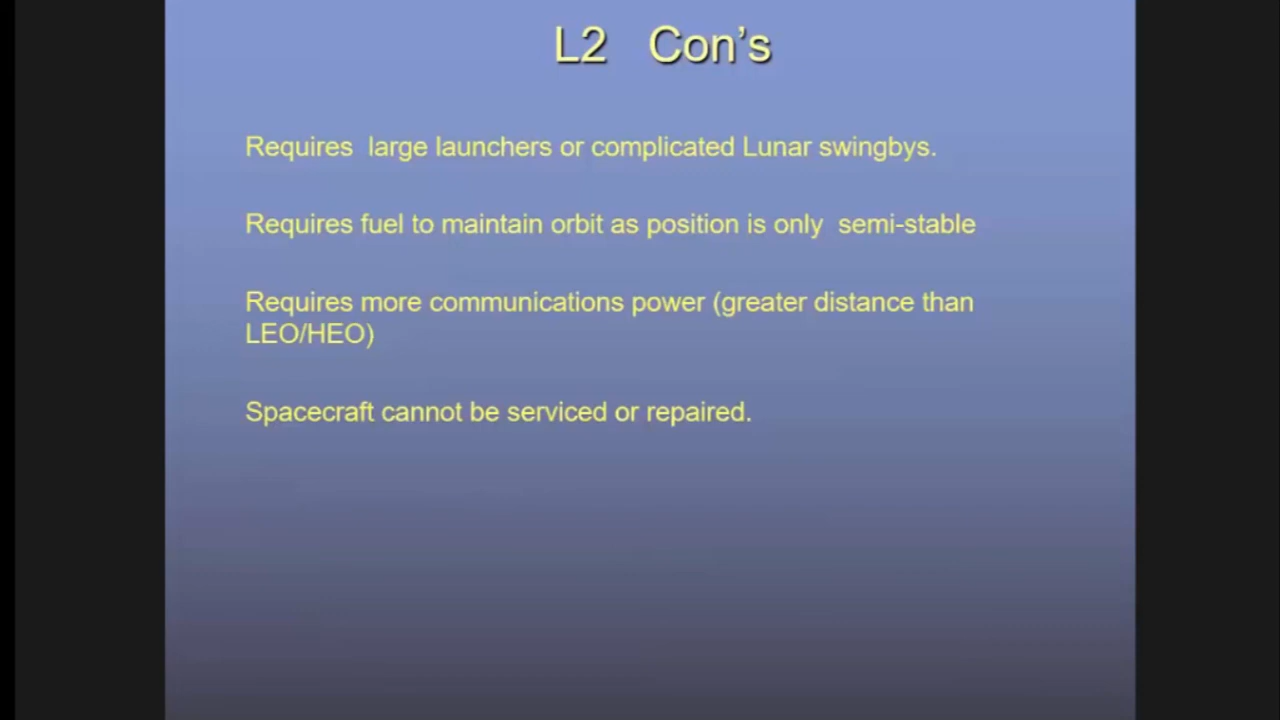 L2 Con’s
Requires large launchers or complicated Lunar swingbys.
Requires fuel to maintain orbit as position is only semi-stable
Requires more communications power (greater distance than
LEO/HEO)
Spacecraft cannot be serviced or repaired.